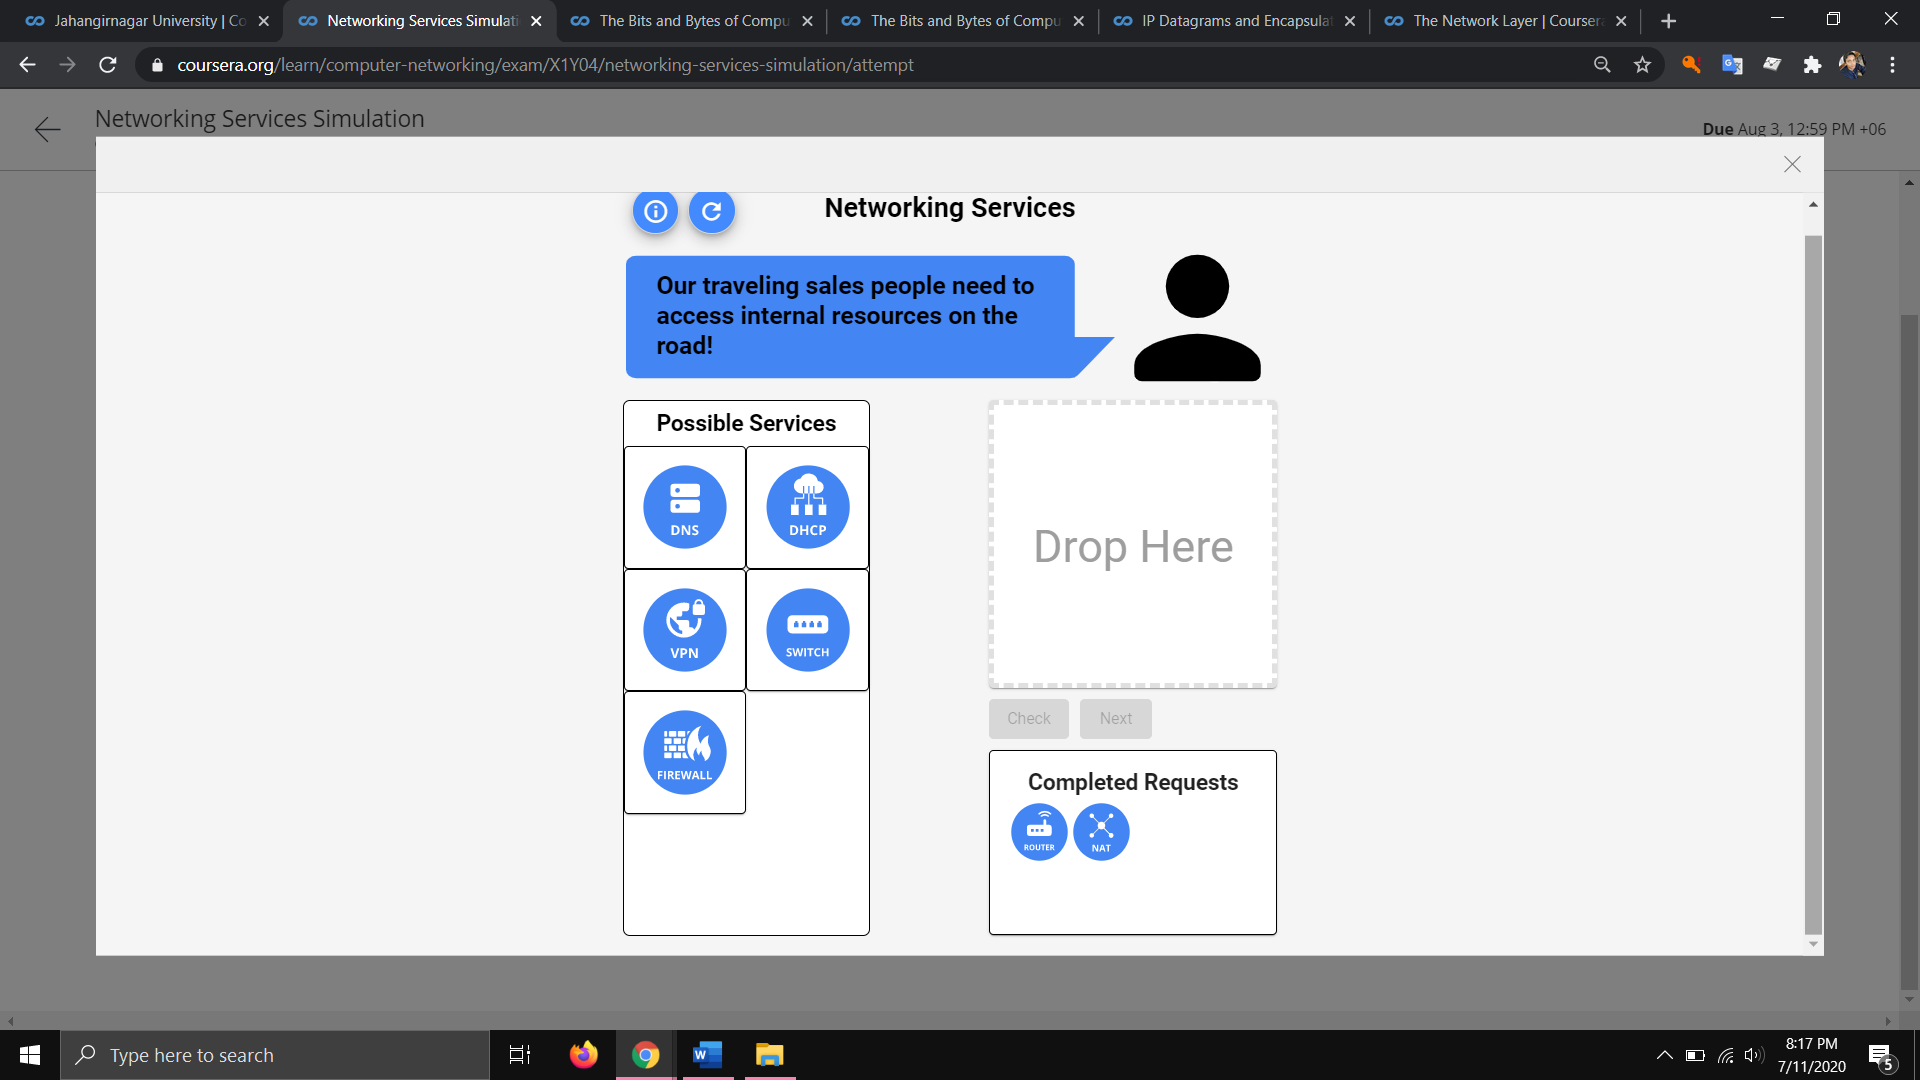 Jahangirnagar University | Co
Networking Services Simulati
The Bits and Bytes of Compu
The Bits and Bytes of Compu
IP Datagrams and Encapsulat
The Network Layer | Coursera
coursera.org/learn/computer-networking/exam/X1Y04/networking-services-simulation/attempt
Networking Services Simulation
Due Aug 3, 12:59 PM +06
Networking Services
Our traveling sales people need to
access internal resources on the
road!
Possible Services
DNS
DHCP
VPN
SWITCH
FIREWALL
Drop Here
Check
Next
Completed Requests
ROUTER
NAT
Type here to search
8:17 PM
7/11/2020
5